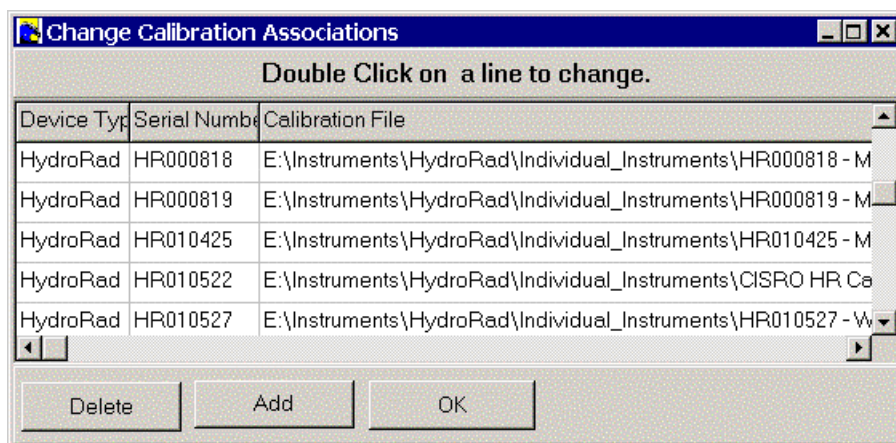 Change Calibration Associations
Double Click on a line to change.
Device Typ Serial Numbe Calibration File
HydroRad HR000818 E:\Instruments\HydroRad\Individual_Instruments\HR000818 - M
HydroRad HR000819 E:\Instruments\HydroRad\Individual_Instruments\HR000819 - M
HydroRad HR010425 E:\Instruments\HydroRad\Individual_Instruments\HR010425 - M
HydroRad HR010522 E:\Instruments\HydroRad\Individual_Instruments\CISRO HR Ca
HydroRad HR010527 E:\Instruments\HydroRad\Individual_Instruments\HR010527 - W
Delete Add OK